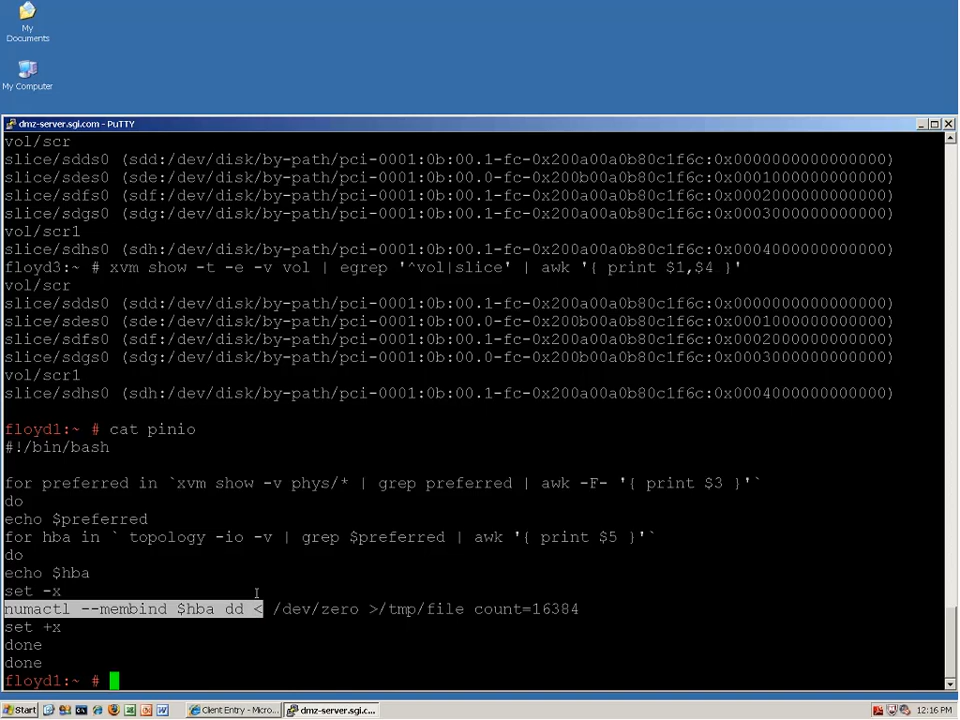 My
Documents
My Computer
dmz-server.sgi.com - PuTTY
vol/scr
slice/sdds0 (sdd:/dev/disk/by-path/pci-0001:0b:00.1-fc-0x200a00a0b80c1f6c:0x0000000000000000)
slice/sdes0 (sde:/dev/disk/by-path/pci-0001:0b:00.0-fc-0x200b00a0b80c1f6c:0x0001000000000000)
slice/sdfs0 (sdf:/dev/disk/by-path/pci-0001:0b:00.1-fc-0x200a00a0b80c1f6c:0x0002000000000000)
slice/sdgs0 (sdg:/dev/disk/by-path/pci-0001:0b:00.0-fc-0x200b00a0b80c1f6c:0x0003000000000000)
vol/scr1
slice/sdhs0 (sdh:/dev/disk/by-path/pci-0001:0b:00.1-fc-0x200a00a0b80c1f6c:0x0004000000000000)
floyd3:~ # xvm show -t -e -v vol | egrep '^vol|slice' | awk '{ print $1,$4 }'
vol/scr
slice/sdds0 (sdd:/dev/disk/by-path/pci-0001:0b:00.1-fc-0x200a00a0b80c1f6c:0x0000000000000000)
slice/sdes0 (sde:/dev/disk/by-path/pci-0001:0b:00.0-fc-0x200b00a0b80c1f6c:0x0001000000000000)
slice/sdfs0 (sdf:/dev/disk/by-path/pci-0001:0b:00.1-fc-0x200a00a0b80c1f6c:0x0002000000000000)
slice/sdgs0 (sdg:/dev/disk/by-path/pci-0001:0b:00.0-fc-0x200b00a0b80c1f6c:0x0003000000000000)
vol/scr1
slice/sdhs0 (sdh:/dev/disk/by-path/pci-0001:0b:00.1-fc-0x200a00a0b80c1f6c:0x0004000000000000)
floyd1:~ # cat pinio
#!/bin/bash
for preferred in `xvm show -v phys/* | grep preferred | awk -F- '{ print $3 }'`
do
echo $preferred
for hba in ` topology -io -v | grep $preferred | awk '{ print $5 }'`
do
echo $hba
set -x
numactl --membind $hba dd < /dev/zero >/tmp/file count=16384
set +x
done
done
floyd1:~ #
Start
Client Entry - Micro...
dmz-server.sgi.c...
12:16 PM